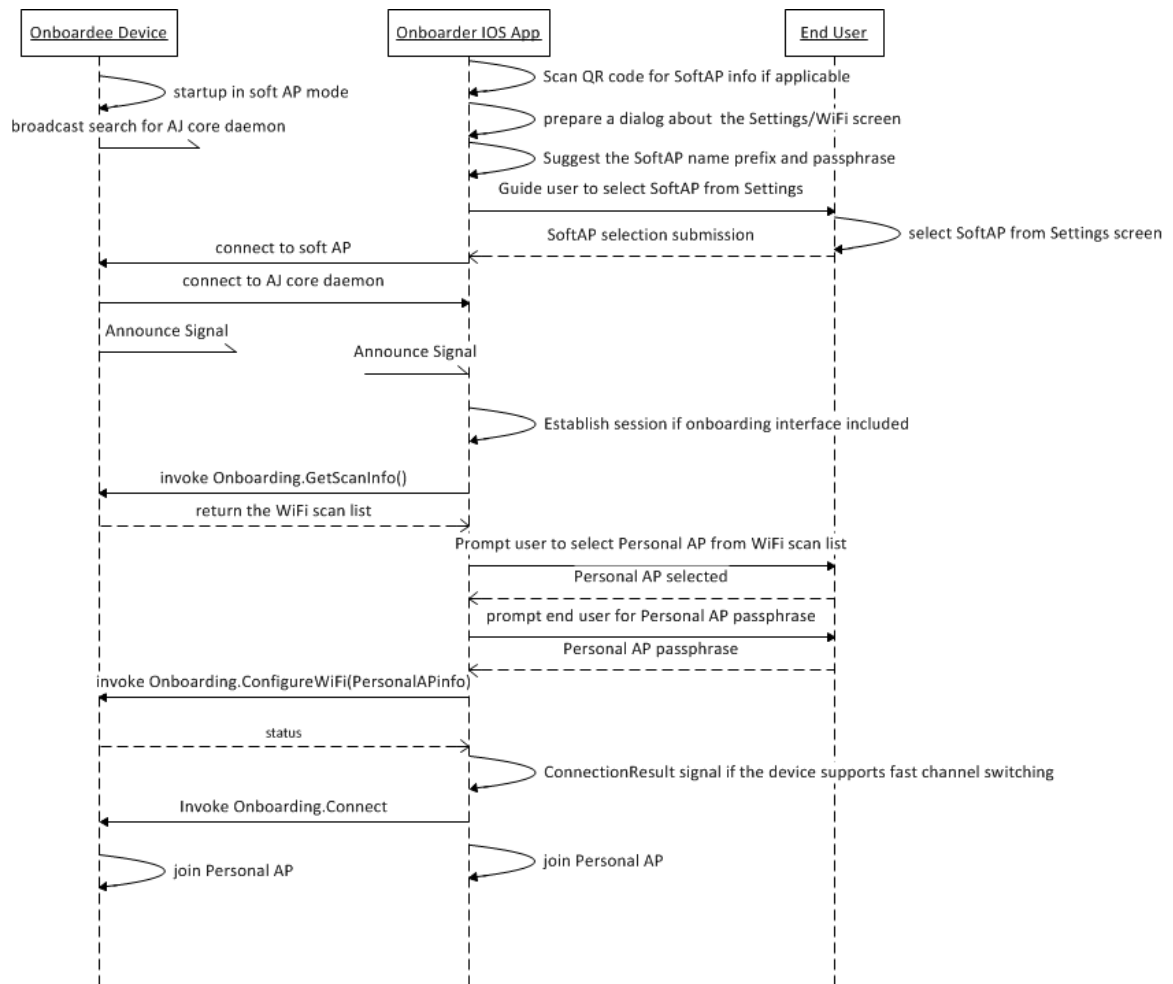 Onboardee Device
Onboarder IOS App
End User
Scan QR code for SoftAP info if applicable
startup in soft AP mode
prepare a dialog about the Settings/WiFi screen
broadcast search for AJ core daemon
Suggest the SoftAP name prefix and passphrase
Guide user to select SoftAP from Settings
select SoftAP from Settings screen
SoftAP selection submission
connect to soft AP
connect to AJ core daemon
Announce Signal
Announce Signal
Establish session if onboarding interface included
invoke Onboarding.GetScanInfo()
return the WiFi scan list
Prompt user to select Personal AP from WiFi scan list
Personal AP selected
prompt end user for Personal AP passphrase
Personal AP passphrase
invoke Onboarding.ConfigureWiFi(PersonalAPinfo)
status
ConnectionResult signal if the device supports fast channel switching
Invoke Onboarding.Connect
join Personal AP
join Personal AP